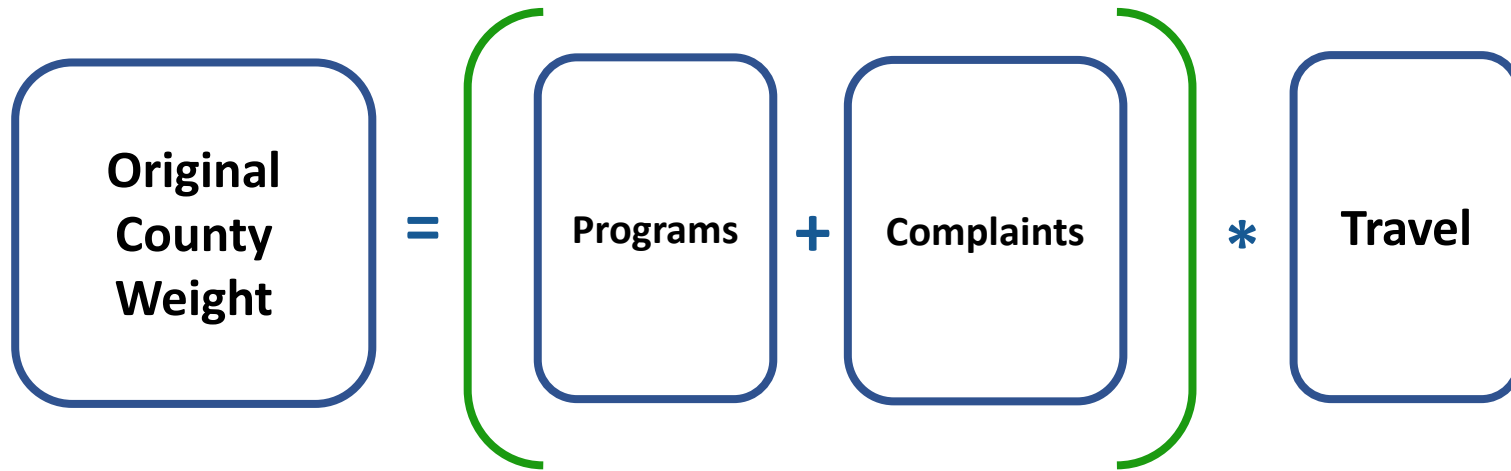 Original
County
Weight
=
Programs
+
Complaints
*
Travel